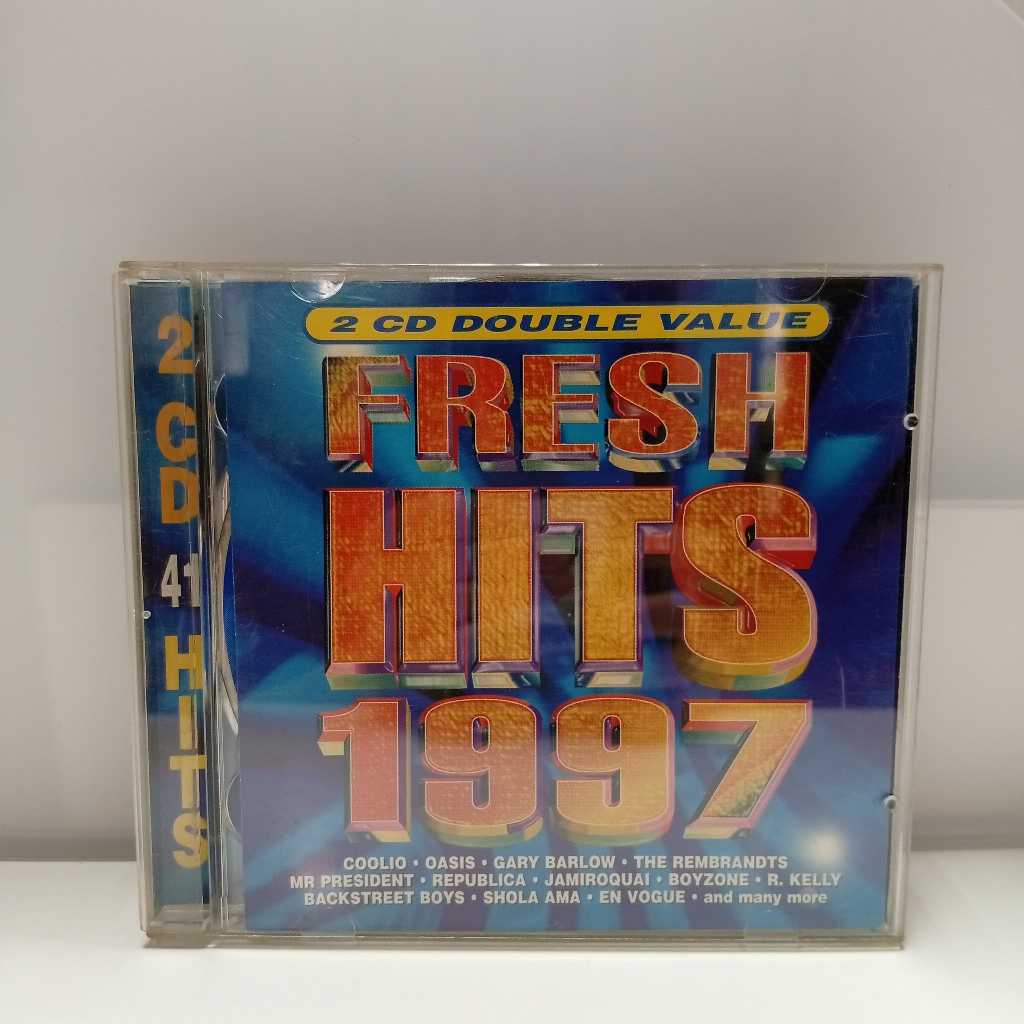 2 CD 41 HITS
2 CD DOUBLE VALUE
FRESH
HITS
1997
COOLIO • OASIS • GARY BARLOW • THE REMBRANDTS
MR PRESIDENT • REPUBLICA • JAMIROQUAI • BOYZONE • R. KELLY
BACKSTREET BOYS • SHOLA AMA • EN VOGUE • and many more